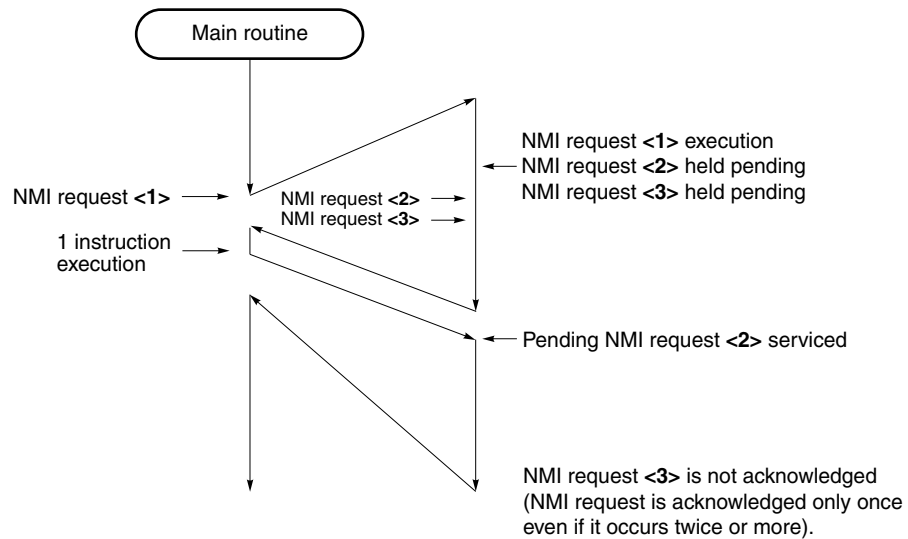 Main routine
NMI request <1> execution
NMI request <2> held pending
NMI request <3> held pending
NMI request <1>
NMI request <2>
NMI request <3>
1 instruction
execution
Pending NMI request <2> serviced
NMI request <3> is not acknowledged
(NMI request is acknowledged only once
even if it occurs twice or more).